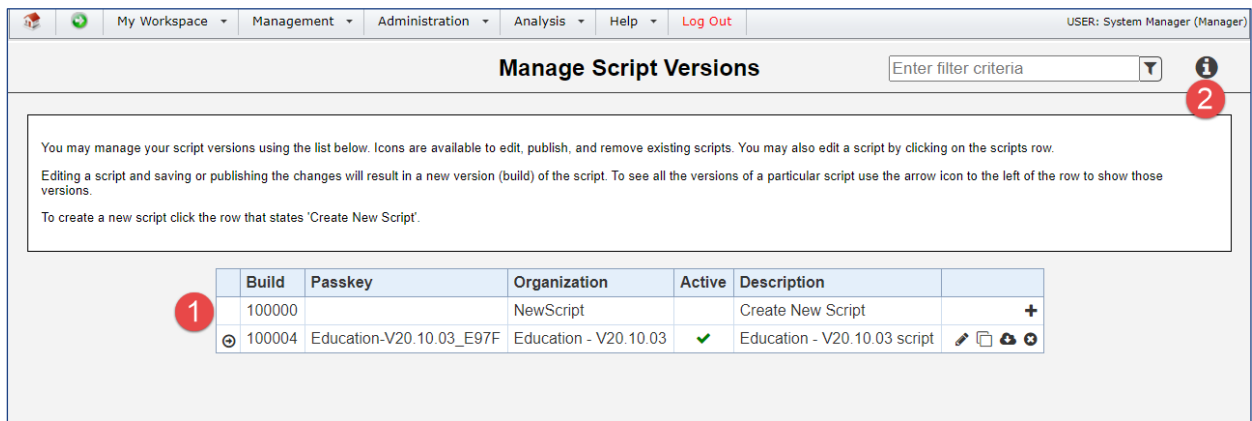 My Workspace Management Administration Analysis Help Log Out USER: System Manager (Manager)
Manage Script Versions Enter filter criteria
2
You may manage your script versions using the list below. Icons are available to edit, publish, and remove existing scripts. You may also edit a script by clicking on the scripts row.
Editing a script and saving or publishing the changes will result in a new version (build) of the script. To see all the versions of a particular script use the arrow icon to the left of the row to show those
versions.
To create a new script click the row that states 'Create New Script'.
Build Passkey Organization Active Description
1 100000 NewScript Create New Script
100004 Education-V20.10.03_E97F Education - V20.10.03 Education - V20.10.03 script